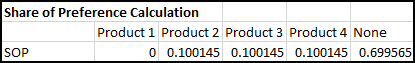 Share of Preference Calculation
Product 1 Product 2 Product 3 Product 4 None
SOP 0 0.100145 0.100145 0.100145 0.699565